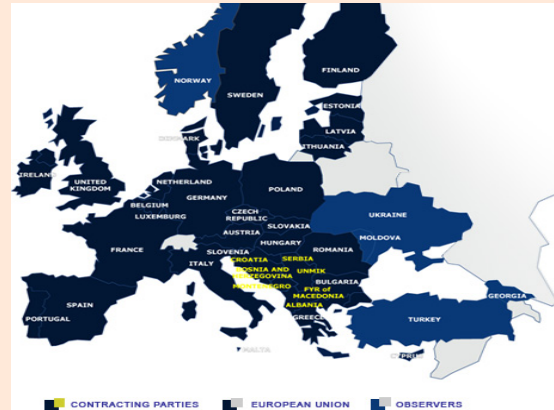 FINLAND
NORWAY
SWEDEN
ESTONIA
LATVIA
LITHUANIA
DENMARK
IRELAND
UNITED
KINGDOM
NETHERLAND
POLAND
GERMANY
BELGIUM
LUXEMBURG
CZECH
REPUBLIC
UKRAINE
SLOVAKIA
AUSTRIA
MOLDOVA
HUNGARY
FRANCE
SLOVENIA
ROMANIA
ITALY
CROATIA
SERBIA
BOSNIA AND
HERZEGOVINA
UNMIK
MONTENEGRO
BULGARIA
FYR of
MACEDONIA
GEORGIA
SPAIN
ALBANIA
PORTUGAL
GREECE
TURKEY
MALTA
CYPRUS
CONTRACTING PARTIES
EUROPEAN UNION
OBSERVERS